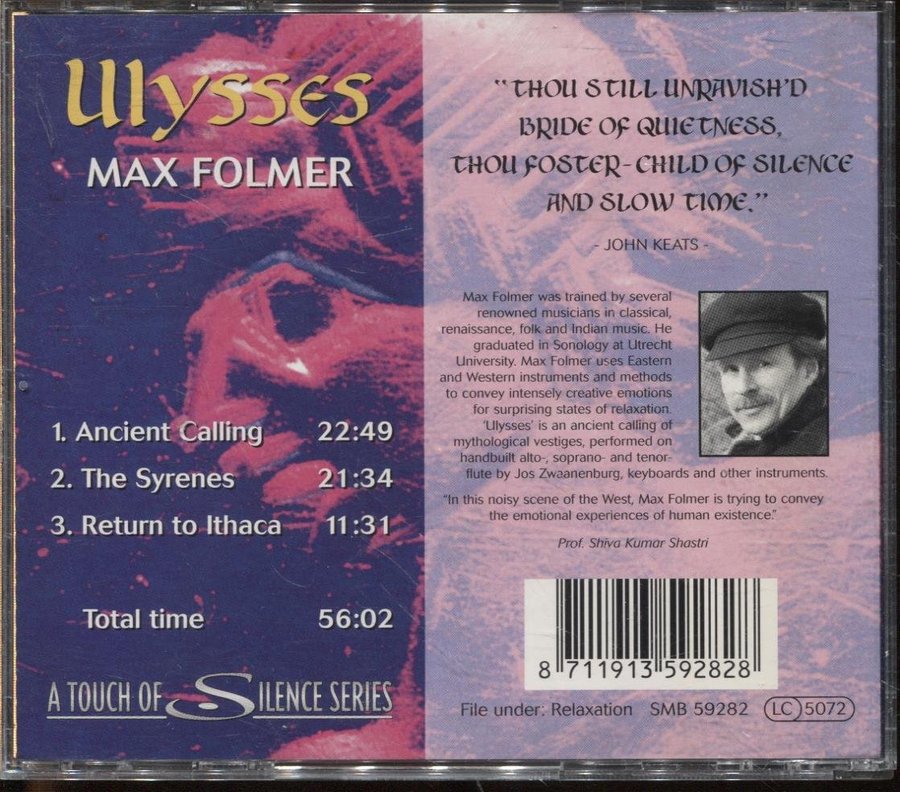 Ulysses
MAX FOLMER
1. Ancient Calling 22:49
2. The Syrenes 21:34
3. Return to Ithaca 11:31
Total time 56:02
A TOUCH OF SILENCE SERIES
“THOU STILL UNRAVISH'D
BRIDE OF QUIETNESS,
THOU FOSTER-CHILD OF SILENCE
AND SLOW TIME.”
- JOHN KEATS -
Max Folmer was trained by several
renowned musicians in classical,
renaissance, folk and Indian music. He
graduated in Sonology at Utrecht
University. Max Folmer uses Eastern
and Western instruments and methods
to convey intensely creative emotions
for surprising states of relaxation.
'Ulysses' is an ancient calling of
mythological vestiges, performed on
handbuilt alto-, soprano- and tenor-
flute by Jos Zwaanenburg, keyboards and other instruments.
“In this noisy scene of the West, Max Folmer is trying to convey
the emotional experiences of human existence.”
Prof. Shiva Kumar Shastri
8 711913 592828
File under: Relaxation SMB 59282 LC 5072